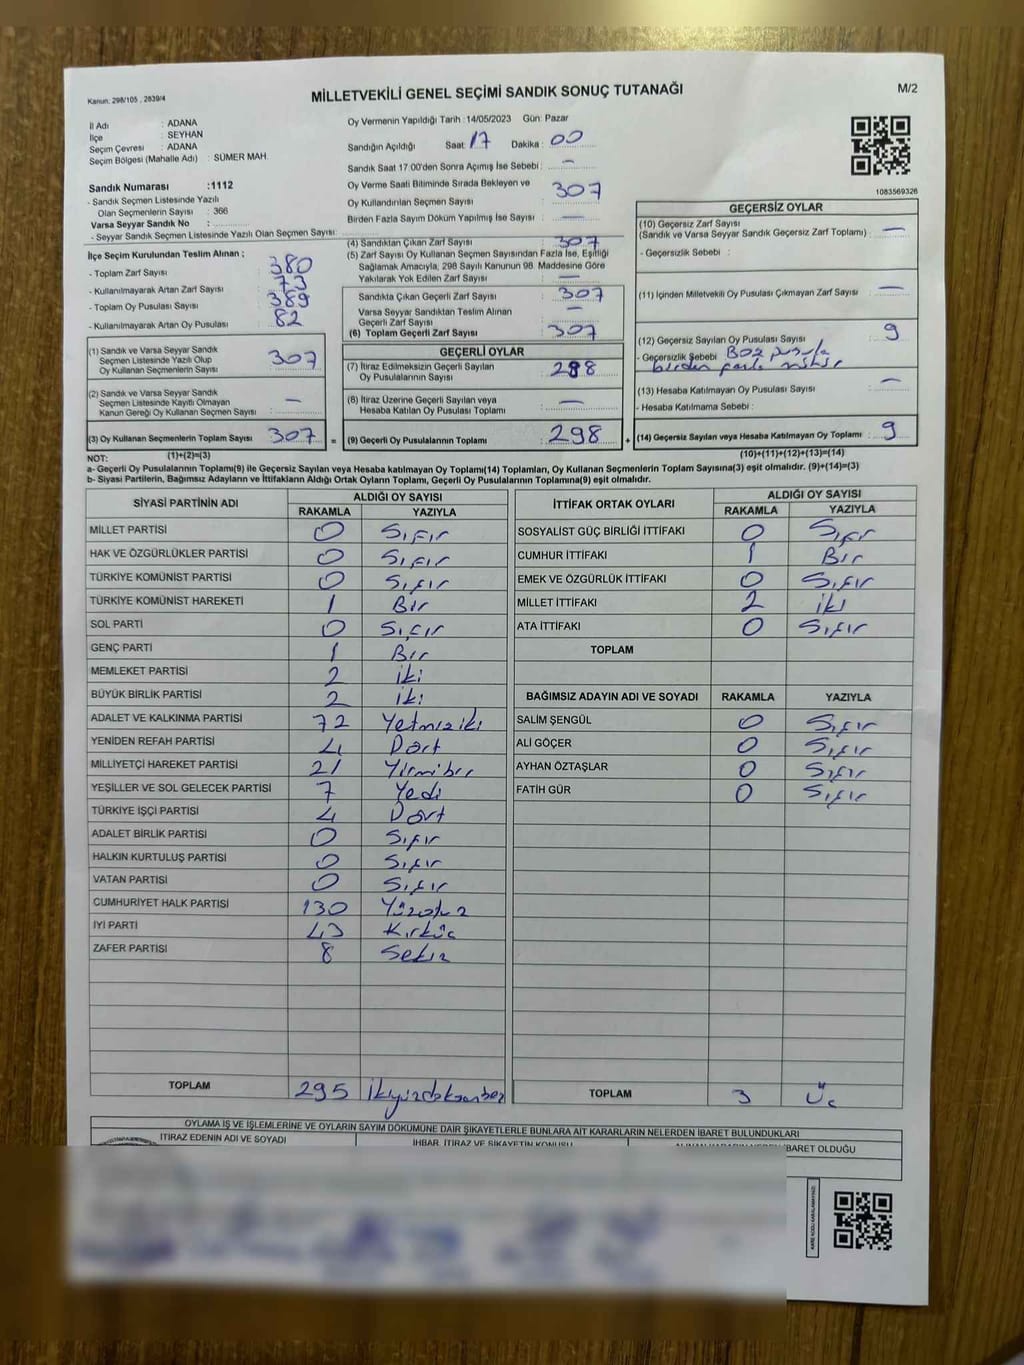 Kanun: 298/105 , 2839/4
MİLLETVEKİLİ GENEL SEÇİMİ SANDIK SONUÇ TUTANAĞI
M/2
İl Adı : ADANA
İlçe : SEYHAN
Seçim Çevresi : ADANA
Seçim Bölgesi (Mahalle Adı) : SÜMER MAH.
Sandık Numarası :1112
- Sandık Seçmen Listesinde Yazılı
Olan Seçmenlerin Sayısı : 366
Varsa Seyyar Sandık No :
- Seyyar Sandık Seçmen Listesinde Yazılı Olan Seçmen Sayısı:
Oy Vermenin Yapıldığı Tarih :14/05/2023 Gün: Pazar
Sandığın Açıldığı Saat : 17 Dakika : 00
Sandık Saat 17:00'den Sonra Açımış İse Sebebi : —
Oy Verme Saati Bitiminde Sırada Bekleyen ve
Oy Kullandırılan Seçmen Sayısı : 307
Birden Fazla Sayım Döküm Yapılmış İse Sayısı : —
1083569326
İlçe Seçim Kurulundan Teslim Alınan ;
- Toplam Zarf Sayısı : 380
- Kullanılmayarak Artan Zarf Sayısı : 73
- Toplam Oy Pusulası Sayısı : 389
- Kullanılmayarak Artan Oy Pusulası : 82
(4) Sandıktan Çıkan Zarf Sayısı : 307
(5) Zarf Sayısı Oy Kullanan Seçmen Sayısından Fazla İse, Eşitliği
Sağlamak Amacıyla, 298 Sayılı Kanunun 98. Maddesine Göre
Yakılarak Yok Edilen Zarf Sayısı : —
Sandıkta Çıkan Geçerli Zarf Sayısı : 307
Varsa Seyyar Sandıktan Teslim Alınan
Geçerli Zarf Sayısı : —
(6) Toplam Geçerli Zarf Sayısı : 307
GEÇERSİZ OYLAR
(10) Geçersiz Zarf Sayısı
(Sandık ve Varsa Seyyar Sandık Geçersiz Zarf Toplamı) : —
- Geçersizlik Sebebi :
(11) İçinden Milletvekili Oy Pusulası Çıkmayan Zarf Sayısı : —
(12) Geçersiz Sayılan Oy Pusulası Sayısı : 9
- Geçersizlik Sebebi : Boş pusula
birden fazla mühür
(13) Hesaba Katılmayan Oy Pusulası Sayısı : —
- Hesaba Katılmama Sebebi :
(14) Geçersiz Sayılan veya Hesaba Katılmayan Oy Toplamı : 9
(1) Sandık ve Varsa Seyyar Sandık
Seçmen Listesinde Yazılı Olup
Oy Kullanan Seçmenlerin Sayısı : 307
(2) Sandık ve Varsa Seyyar Sandık
Seçmen Listesinde Kayıtlı Olmayan
Kanun Gereği Oy Kullanan Seçmen Sayısı : —
(3) Oy Kullanan Seçmenlerin Toplam Sayısı : 307 =
GEÇERLİ OYLAR
(7) İtiraz Edilmeksizin Geçerli Sayılan
Oy Pusulalarının Sayısı : 298
(8) İtiraz Üzerine Geçerli Sayılan veya
Hesaba Katılan Oy Pusulası Toplamı : —
(9) Geçerli Oy Pusulalarının Toplamı : 298 +
NOT: (1)+(2)=(3)
(10)+(11)+(12)+(13)=(14)
a- Geçerli Oy Pusulalarının Toplamı(9) ile Geçersiz Sayılan veya Hesaba katılmayan Oy Toplamı(14) Toplamları, Oy Kullanan Seçmenlerin Toplam Sayısına(3) eşit olmalıdır. (9)+(14)=(3)
b- Siyasi Partilerin, Bağımsız Adayların ve İttifakların Aldığı Ortak Oyların Toplamı, Geçerli Oy Pusulalarının Toplamına(9) eşit olmalıdır.
SİYASİ PARTİNİN ADI ALDIĞI OY SAYISI
RAKAMLA YAZIYLA
MİLLET PARTİSİ 0 Sıfır
HAK VE ÖZGÜRLÜKLER PARTİSİ 0 Sıfır
TÜRKİYE KOMÜNİST PARTİSİ 0 Sıfır
TÜRKİYE KOMÜNİST HAREKETİ 1 Bir
SOL PARTİ 0 Sıfır
GENÇ PARTİ 1 Bir
MEMLEKET PARTİSİ 2 iki
BÜYÜK BİRLİK PARTİSİ 2 iki
ADALET VE KALKINMA PARTİSİ 72 Yetmişiki
YENİDEN REFAH PARTİSİ 4 Dört
MİLLİYETÇİ HAREKET PARTİSİ 21 Yirmibir
YEŞİLLER VE SOL GELECEK PARTİSİ 7 Yedi
TÜRKİYE İŞÇİ PARTİSİ 4 Dört
ADALET BİRLİK PARTİSİ 0 Sıfır
HALKIN KURTULUŞ PARTİSİ 0 Sıfır
VATAN PARTİSİ 0 Sıfır
CUMHURİYET HALK PARTİSİ 130 Yüzotuz
İYİ PARTİ 43 Kırküç
ZAFER PARTİSİ 8 Sekiz
TOPLAM 295 İkiyüzdoksanbeş
İTTİFAK ORTAK OYLARI ALDIĞI OY SAYISI
RAKAMLA YAZIYLA
SOSYALİST GÜÇ BİRLİĞİ İTTİFAKI 0 Sıfır
CUMHUR İTTİFAKI 1 Bir
EMEK VE ÖZGÜRLÜK İTTİFAKI 0 Sıfır
MİLLET İTTİFAKI 2 iki
ATA İTTİFAKI 0 Sıfır
TOPLAM
BAĞIMSIZ ADAYIN ADI VE SOYADI RAKAMLA YAZIYLA
SALİM ŞENGÜL 0 Sıfır
ALİ GÖÇER 0 Sıfır
AYHAN ÖZTAŞLAR 0 Sıfır
FATİH GÜR 0 Sıfır
TOPLAM 3 Üç
OYLAMA İŞ VE İŞLEMLERİNE VE OYLARIN SAYIM DÖKÜMÜNE DAİR ŞİKAYETLERLE BUNLARA AİT KARARLARIN NELERDEN İBARET BULUNDUKLARI
İTİRAZ EDENİN ADI VE SOYADI
İHBAR, İTİRAZ VE ŞİKAYETİN KONUSU
İBARET OLDUĞU